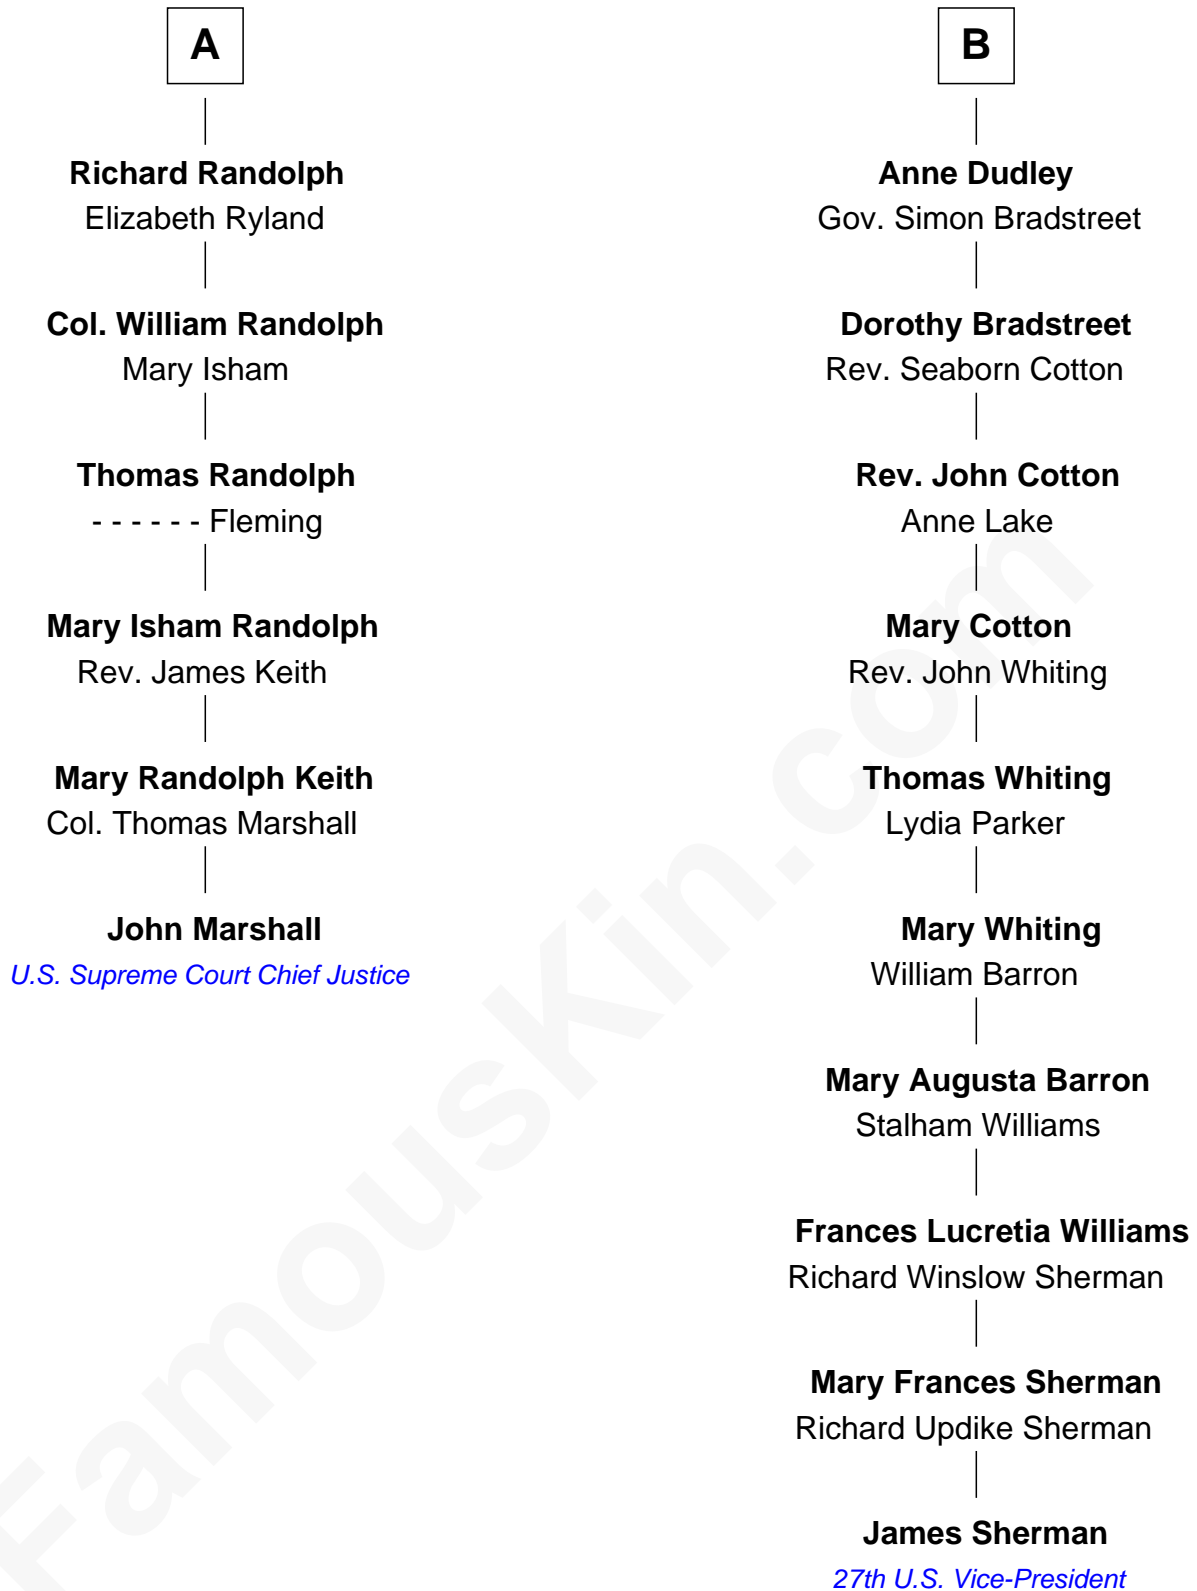 A
Richard Randolph
Elizabeth Ryland
Col. William Randolph
Mary Isham
Thomas Randolph
- - - - - - Fleming
Mary Isham Randolph
Rev. James Keith
Mary Randolph Keith
Col. Thomas Marshall
John Marshall
U.S. Supreme Court Chief Justice
B
Anne Dudley
Gov. Simon Bradstreet
Dorothy Bradstreet
Rev. Seaborn Cotton
Rev. John Cotton
Anne Lake
Mary Cotton
Rev. John Whiting
Thomas Whiting
Lydia Parker
Mary Whiting
William Barron
Mary Augusta Barron
Stalham Williams
Frances Lucretia Williams
Richard Winslow Sherman
Mary Frances Sherman
Richard Updike Sherman
James Sherman
27th U.S. Vice-President
FamousKin.com